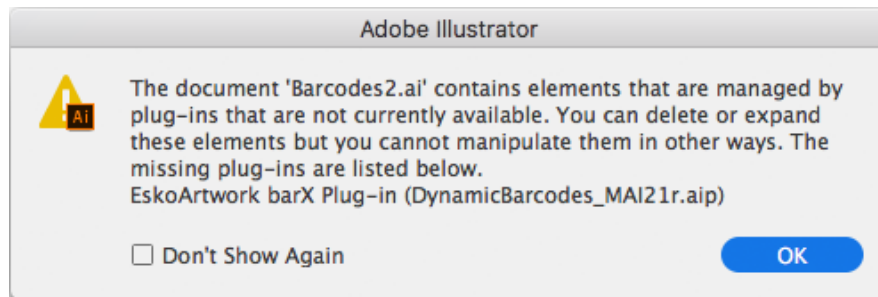 Adobe Illustrator
The document 'Barcodes2.ai' contains elements that are managed by
plug-ins that are not currently available. You can delete or expand
these elements but you cannot manipulate them in other ways. The
missing plug-ins are listed below.
EskoArtwork barX Plug-in (DynamicBarcodes_MAI21r.aip)
Ai
Don't Show Again
OK